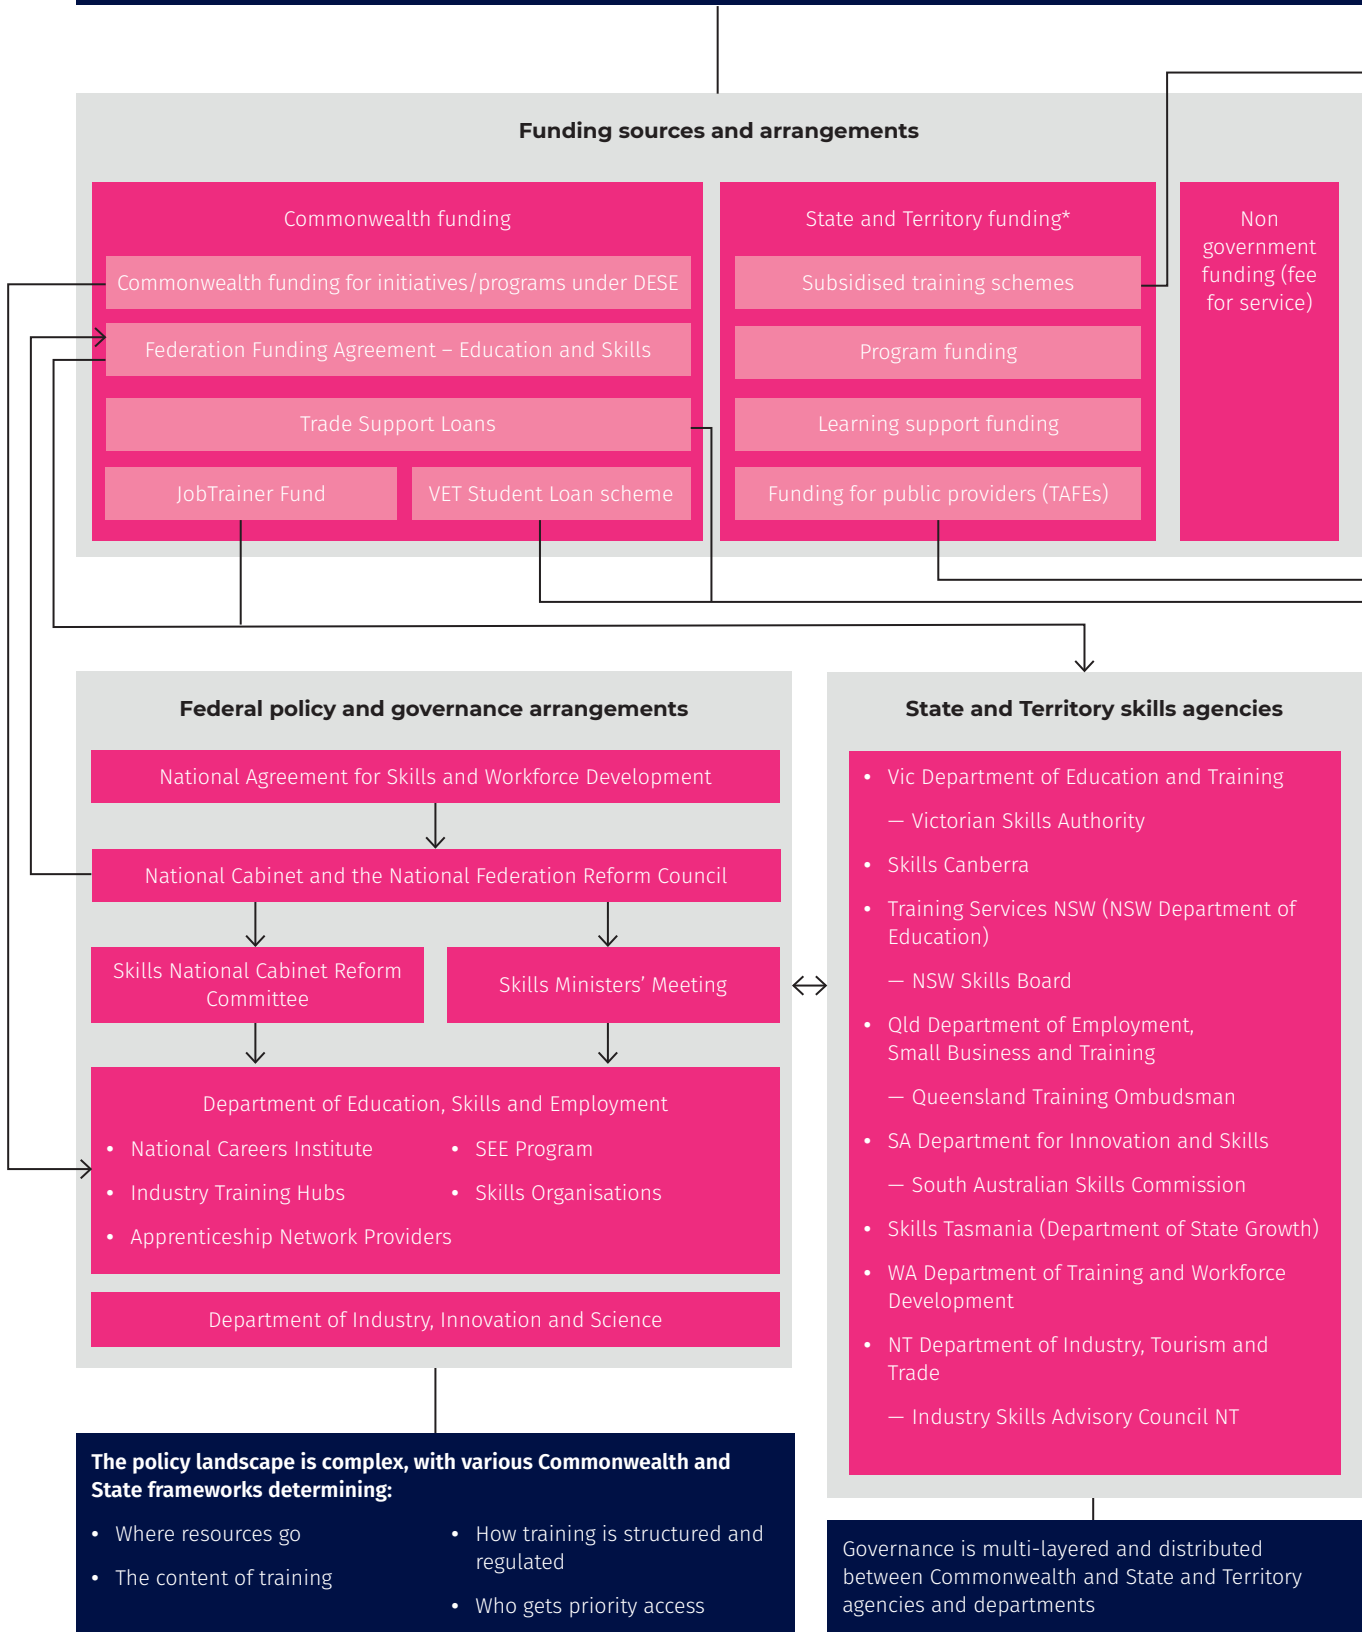 Funding sources and arrangements
Commonwealth funding
Commonwealth funding for initiatives/programs under DESE
Federation Funding Agreement – Education and Skills
Trade Support Loans
JobTrainer Fund
VET Student Loan scheme
State and Territory funding*
Subsidised training schemes
Program funding
Learning support funding
Funding for public providers (TAFEs)
Non
government
funding (fee
for service)
Federal policy and governance arrangements
National Agreement for Skills and Workforce Development
National Cabinet and the National Federation Reform Council
Skills National Cabinet Reform
Committee
Skills Ministers’ Meeting
Department of Education, Skills and Employment
• National Careers Institute
• Industry Training Hubs
• Apprenticeship Network Providers
• SEE Program
• Skills Organisations
Department of Industry, Innovation and Science
State and Territory skills agencies
• Vic Department of Education and Training
— Victorian Skills Authority
• Skills Canberra
• Training Services NSW (NSW Department of
Education)
— NSW Skills Board
• Qld Department of Employment,
Small Business and Training
— Queensland Training Ombudsman
• SA Department for Innovation and Skills
— South Australian Skills Commission
• Skills Tasmania (Department of State Growth)
• WA Department of Training and Workforce
Development
• NT Department of Industry, Tourism and
Trade
— Industry Skills Advisory Council NT
The policy landscape is complex, with various Commonwealth and
State frameworks determining:
• Where resources go
• The content of training
• How training is structured and
regulated
• Who gets priority access
Governance is multi-layered and distributed
between Commonwealth and State and Territory
agencies and departments